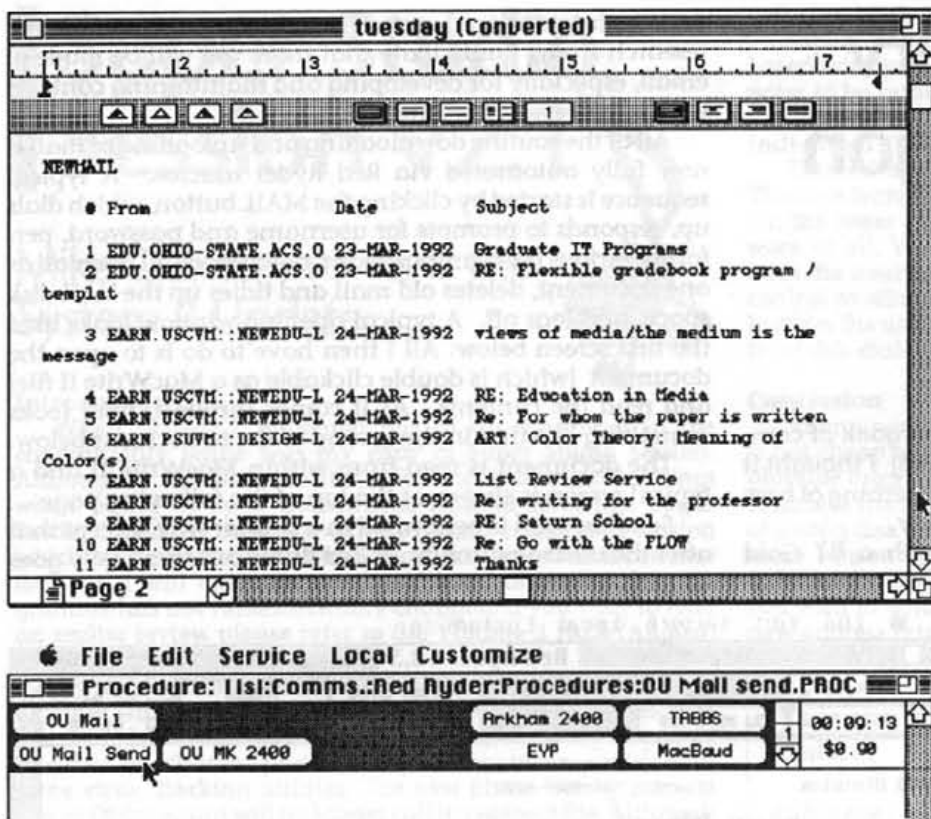 tuesday (Converted)
1 2 3 4 5 6 7
1
NEWMAIL
# From Date Subject
1 EDU.OHIO-STATE.ACS.O 23-MAR-1992 Graduate IT Programs
2 EDU.OHIO-STATE.ACS.O 23-MAR-1992 RE: Flexible gradebook program /
templat
3 EARN.USCVM::NEWEDU-L 24-MAR-1992 victim of media/the medium is the
message
4 EARN.USCVM::NEWEDU-L 24-MAR-1992 RE: Education in Media
5 EARN.USCVM::NEWEDU-L 24-MAR-1992 Re: For whom the paper is written
6 EARN.PSUVM::DESIGN-L 24-MAR-1992 ART: Color Theory: Meaning of
Color(s)
7 EARN.USCVM::NEWEDU-L 24-MAR-1992 List Review Service
8 EARN.USCVM::NEWEDU-L 24-MAR-1992 Re: writing for the professor
9 EARN.USCVM::NEWEDU-L 24-MAR-1992 RE: Saturn School
10 EARN.USCVM::NEWEDU-L 24-MAR-1992 Re: Go with the FLOW
11 EARN.USCVM::NEWEDU-L 24-MAR-1992 Thanks
Page 2
File Edit Service Local Customize
Procedure: IIsi:Comms.:Red Ryder:Procedures:OU Mail send.PROC
OU Mail Arkham 2400 TABBS 1 00:09:13
OU Mail Send OU MK 2400 EYP MacBaud $0.90